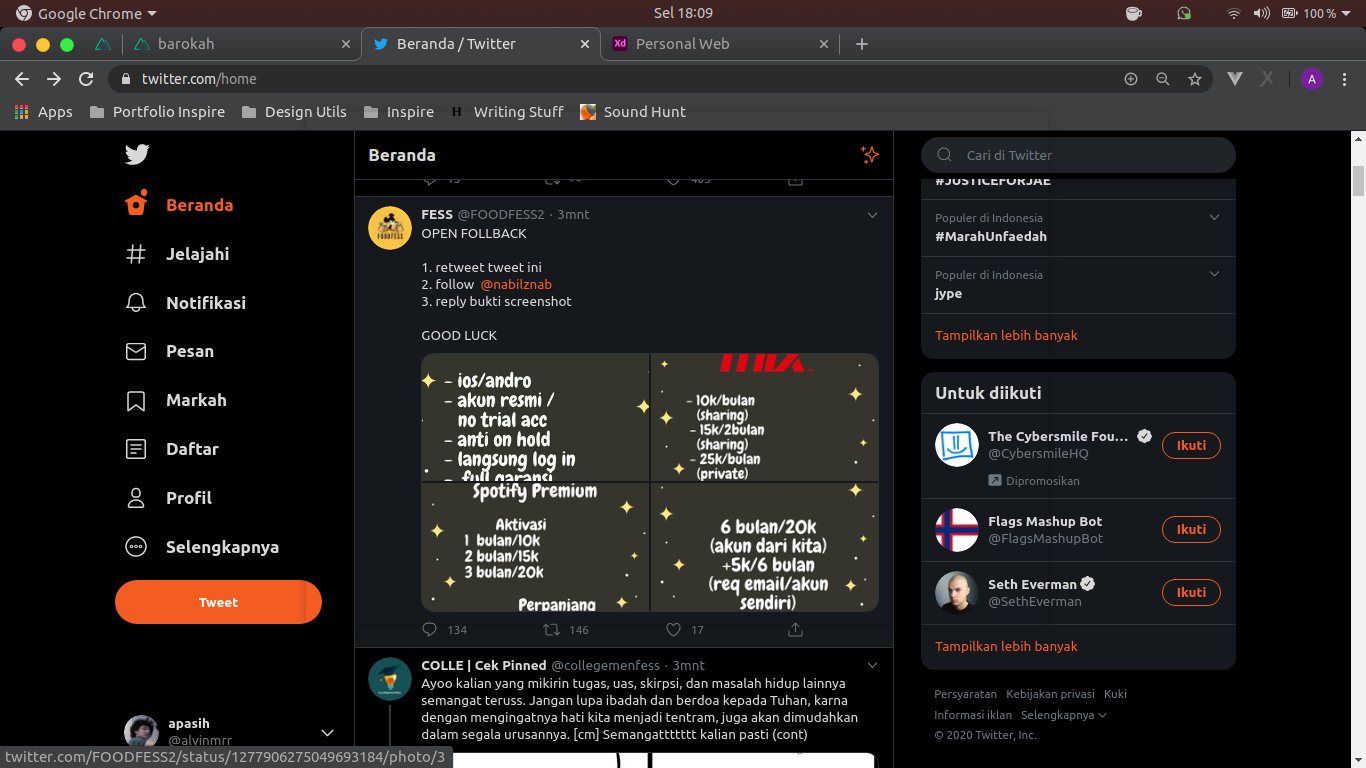 Google Chrome
Sel 18:09
100 %
barokah
Beranda / Twitter
Xd Personal Web
twitter.com/home
A
Apps
Portfolio Inspire
Design Utils
Inspire
H Writing Stuff
Sound Hunt
Beranda
Jelajahi
Notifikasi
Pesan
Markah
Daftar
Profil
Selengkapnya
Tweet
apasih
@alvinmrr
Beranda
FESS @FOODFESS2 · 3mnt
OPEN FOLLBACK
1. retweet tweet ini
2. follow @nabilznab
3. reply bukti screenshot
GOOD LUCK
- ios/andro
- akun resmi /
no trial acc
- anti on hold
- langsung log in
- full garansi
mix
- 10k/bulan
(sharing)
- 15k/2bulan
(sharing)
- 25k/bulan
(private)
Spotify Premium
Aktivasi
1 bulan/10k
2 bulan/15k
3 bulan/20k
Perpanjang
6 bulan/20k
(akun dari kita)
+5k/6 bulan
(req email/akun
sendiri)
134 146 17
COLLE | Cek Pinned @collegemenfess · 3mnt
Ayoo kalian yang mikirin tugas, uas, skirpsi, dan masalah hidup lainnya
semangat teruss. Jangan lupa ibadah dan berdoa kepada Tuhan, karna
dengan mengingatnya hati kita menjadi tentram, juga akan dimudahkan
dalam segala urusannya. [cm] Semangattttttt kalian pasti (cont)
Cari di Twitter
#JUSTICEFORJAE
Populer di Indonesia
#MarahUnfaedah
Populer di Indonesia
jype
Tampilkan lebih banyak
Untuk diikuti
The Cybersmile Fou...
@CybersmileHQ
Ikuti
Dipromosikan
Flags Mashup Bot
@FlagsMashupBot
Ikuti
Seth Everman
@SethEverman
Ikuti
Tampilkan lebih banyak
Persyaratan Kebijakan privasi Kuki
Informasi iklan Selengkapnya
© 2020 Twitter, Inc.
twitter.com/FOODFESS2/status/1277906275049693184/photo/3